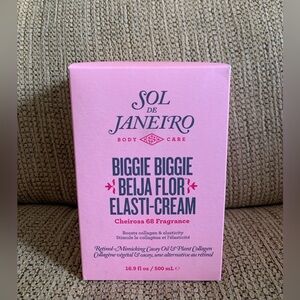 SOL
DE
JANEIRO
BODY CARE
BIGGIE BIGGIE
BEIJA FLOR
ELASTI-CREAM
Cheirosa 68 Fragrance
Boosts collagen & elasticity
Stimule le collagène et l'élasticité
Retinol-Mimicking Cacay Oil & Plant Collagen
Collagène végétal & cacay, une alternative au rétinol
16.9 fl oz / 500 mL ℮